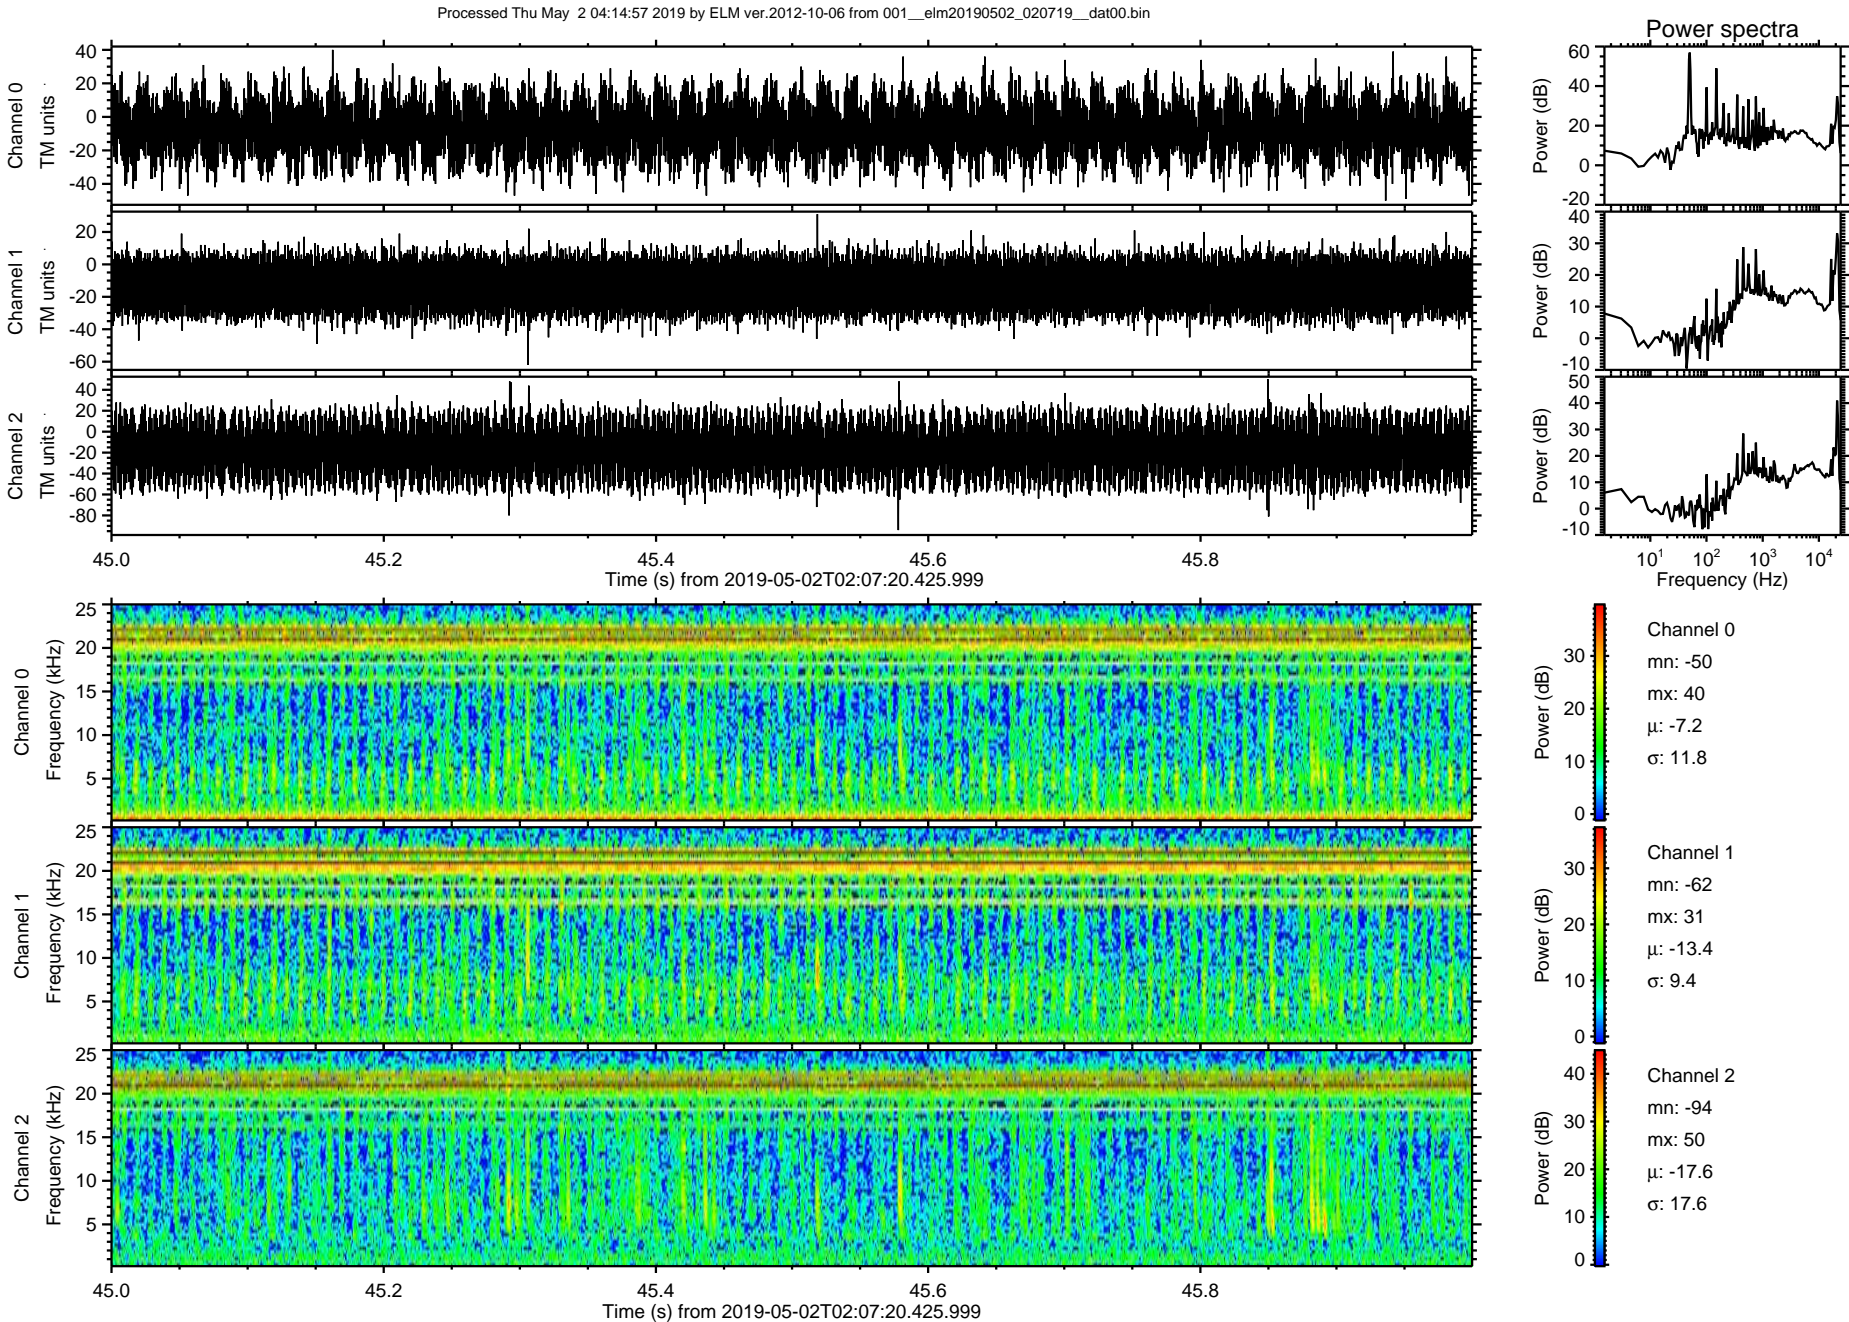 Processed Thu May  2 04:14:57 2019 by ELM ver.2012-10-06 from 001__elm20190502_020719__dat00.bin
Power spectra
Channel 0
TM units
40
20
0
-20
-40
Power (dB)
60
40
20
0
-20
Channel 1
TM units
20
0
-20
-40
-60
Power (dB)
40
30
20
10
0
-10
Channel 2
TM units
40
20
0
-20
-40
-60
-80
Power (dB)
50
40
30
20
10
0
-10
45.0 45.2 45.4 45.6 45.8
Time (s) from 2019-05-02T02:07:20.425.999
10^1 10^2 10^3 10^4
Frequency (Hz)
Channel 0
Frequency (kHz)
25
20
15
10
5
Power (dB)
30
20
10
0
Channel 0
mn: -50
mx: 40
μ: -7.2
σ: 11.8
Channel 1
Frequency (kHz)
25
20
15
10
5
Power (dB)
30
20
10
0
Channel 1
mn: -62
mx: 31
μ: -13.4
σ: 9.4
Channel 2
Frequency (kHz)
25
20
15
10
5
Power (dB)
40
30
20
10
0
Channel 2
mn: -94
mx: 50
μ: -17.6
σ: 17.6
45.0 45.2 45.4 45.6 45.8
Time (s) from 2019-05-02T02:07:20.425.999